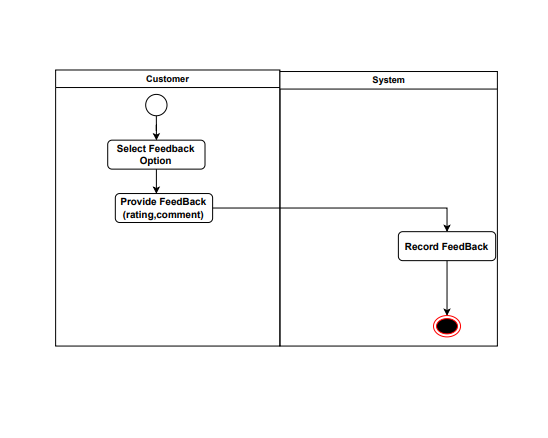 Customer
System
Select Feedback
Option
Provide FeedBack
(rating,comment)
Record FeedBack